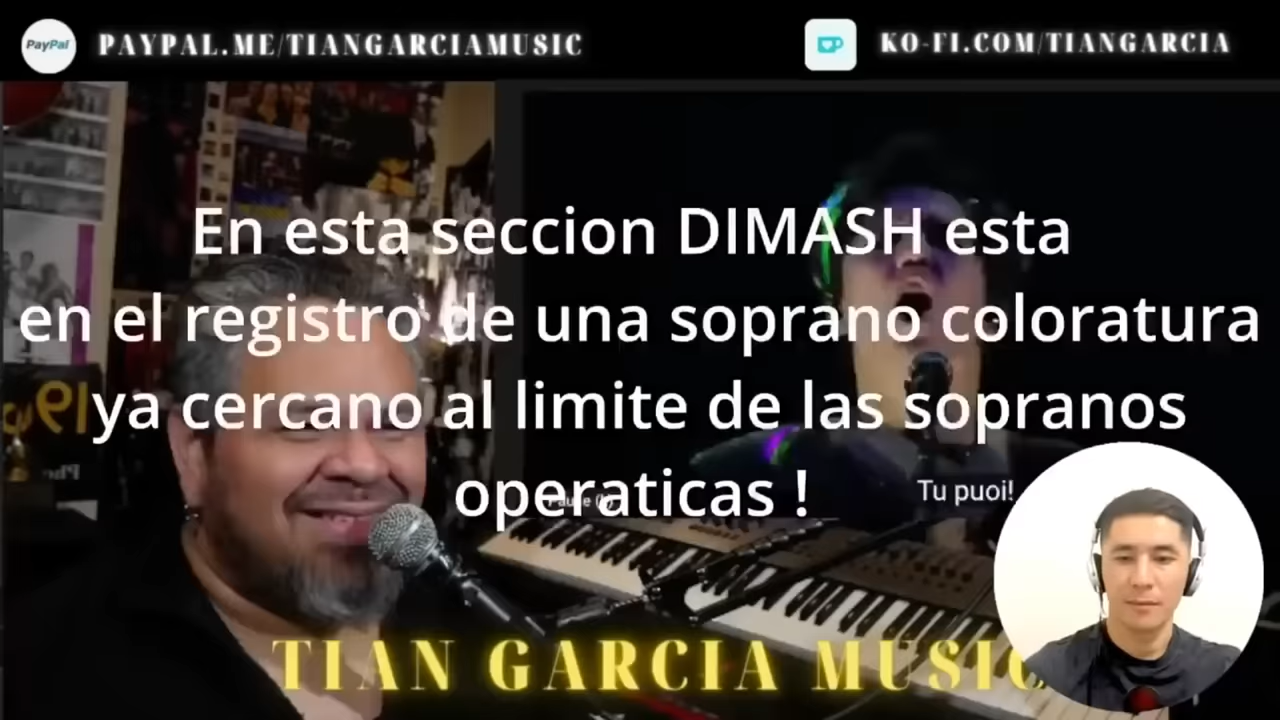 PayPal
PAYPAL.ME/TIANGARCIAMUSIC
KO-FI.COM/TIANGARCIA
En esta seccion DIMASH esta
en el registro de una soprano coloratura
ya cercano al limite de las sopranos
operaticas !
Tu puoi!
TIAN GARCIA MUSIC